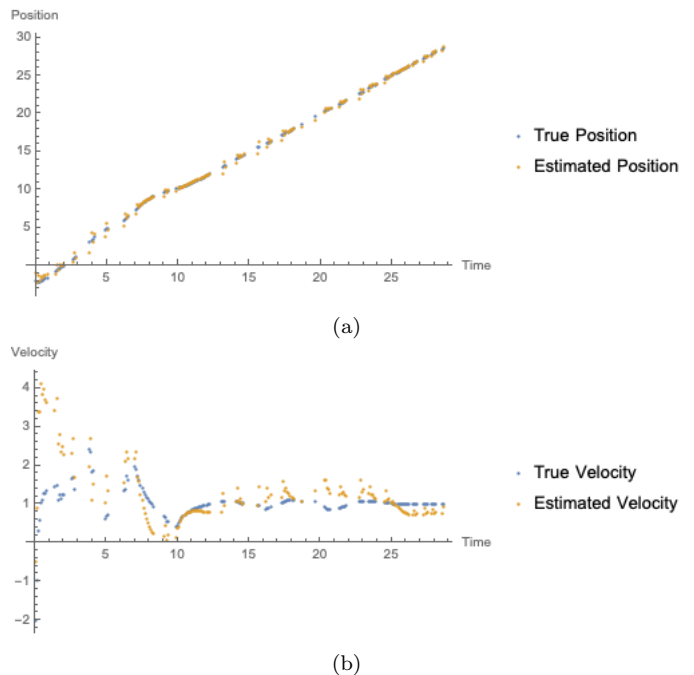 Position
30
25
20
15
10
5
5 10 15 20 25
Time
True Position
Estimated Position
(a)
Velocity
4
3
2
1
-1
-2
5 10 15 20 25
Time
True Velocity
Estimated Velocity
(b)